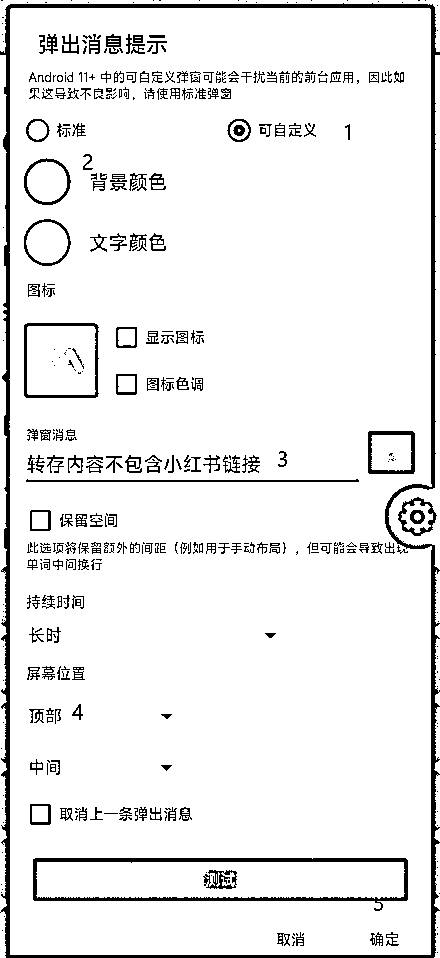 弹出消息提示
Android 11+ 中的可自定义弹窗可能会干扰当前的前台应用，因此如
果这导致不良影响，请使用标准弹窗
标准 可自定义 1
2
背景颜色
文字颜色
图标
显示图标
图标色调
弹窗消息
转存内容不包含小红书链接 3
保留空间
此选项将保留额外的间距（例如用于手动布局），但可能会导致出现
单词中间换行
持续时间
长时
屏幕位置
顶部 4
中间
取消上一条弹出消息
测试
5
取消 确定